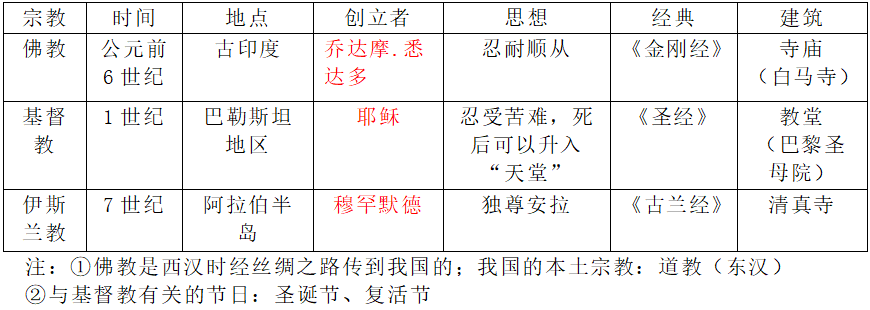 宗教 时间 地点 创立者 思想 经典 建筑
佛教 公元前6世纪 古印度 乔达摩.悉达多 忍耐顺从 《金刚经》 寺庙（白马寺）
基督教 1世纪 巴勒斯坦地区 耶稣 忍受苦难，死后可以升入“天堂” 《圣经》 教堂（巴黎圣母院）
伊斯兰教 7世纪 阿拉伯半岛 穆罕默德 独尊安拉 《古兰经》 清真寺
注：①佛教是西汉时经丝绸之路传到我国的；我国的本土宗教：道教（东汉）
②与基督教有关的节日：圣诞节、复活节